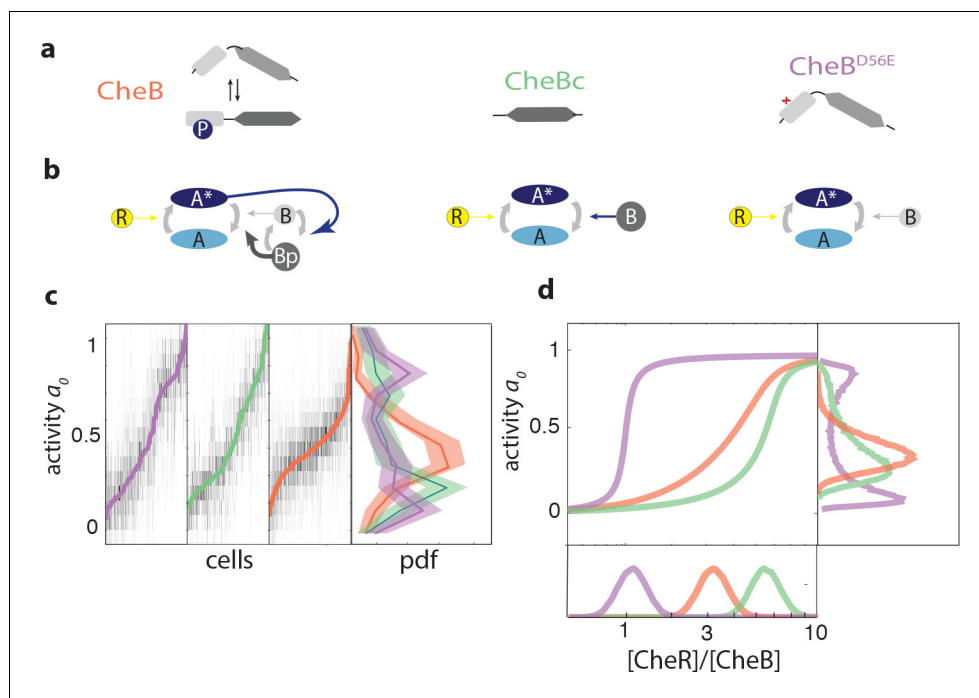 a
CheB
P
CheBc
CheB^D56E
b
R
A*
A
B
Bp
R
A*
A
B
R
A*
A
B
c
activity a₀
1
0.5
0
cells
pdf
d
activity a₀
1
0.5
0
1
3
10
[CheR]/[CheB]